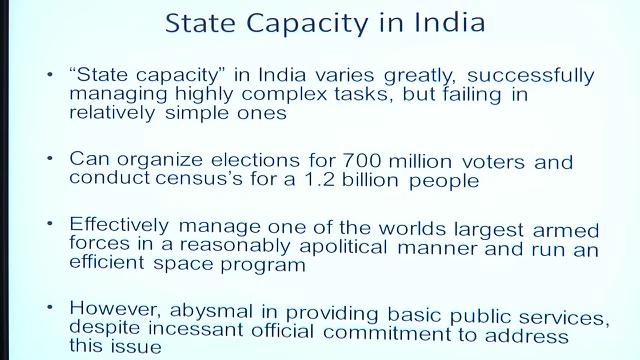 State Capacity in India
• “State capacity” in India varies greatly, successfully
managing highly complex tasks, but failing in
relatively simple ones
• Can organize elections for 700 million voters and
conduct census’s for a 1.2 billion people
• Effectively manage one of the worlds largest armed
forces in a reasonably apolitical manner and run an
efficient space program
• However, abysmal in providing basic public services,
despite incessant official commitment to address
this issue